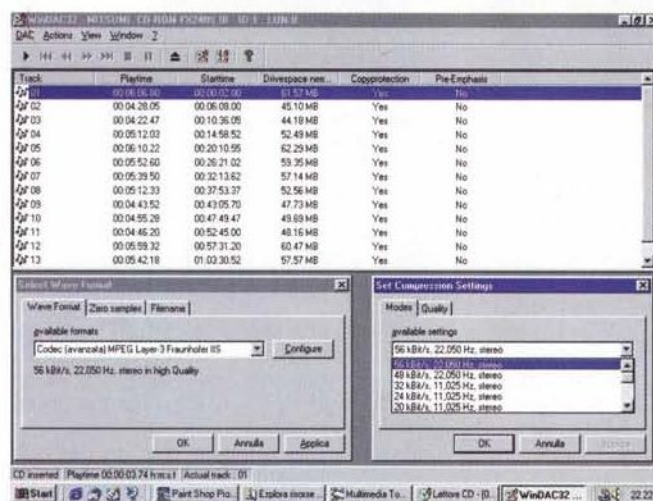 WinDAC32 - MITSUMI CD-ROM
DAC Actions View Window ?
Track Playtime Starttime Drivespace nee... Copyprotection Pre-Emphasis
01 00:06:06.00 00:00:02.00 61.57 MB Yes No
02 00:04:28.05 00:06:08.00 45.10 MB Yes No
03 00:04:22.47 00:10:36.05 44.18 MB Yes No
04 00:05:12.03 00:14:58.52 52.49 MB Yes No
05 00:06:10.22 00:20:10.55 62.29 MB Yes No
06 00:05:52.60 00:26:21.02 59.35 MB Yes No
07 00:05:39.50 00:32:13.62 57.14 MB Yes No
08 00:05:12.33 00:37:53.37 52.56 MB Yes No
09 00:04:43.52 00:43:05.70 47.73 MB Yes No
10 00:04:55.28 00:47:49.47 49.69 MB Yes No
11 00:04:46.20 00:52:45.00 48.16 MB Yes No
12 00:05:59.32 00:57:31.20 60.47 MB Yes No
13 00:05:42.18 01:03:30.52 57.57 MB Yes No
Select Wave Format
Wave Format Zero samples Filename
available formats
Codec (avanzata) MPEG Layer-3 Fraunhofer IIS Configure
56 kBit/s, 22,050 Hz, stereo in high Quality
OK Annulla Applica
Set Compression Settings
Modes Quality
available settings
56 kBit/s, 22,050 Hz, stereo
56 kBit/s, 22,050 Hz, stereo
48 kBit/s, 22,050 Hz, stereo
32 kBit/s, 11,025 Hz, stereo
24 kBit/s, 11,025 Hz, stereo
20 kBit/s, 11,025 Hz, stereo
OK Annulla
CD inserted Playtime 00:00:03.74 h:m:s.f Actual track : 01
Start Paint Shop Pro... Esplora risorse... Multimedia To... Lettore CD - [0... WinDAC32 ...